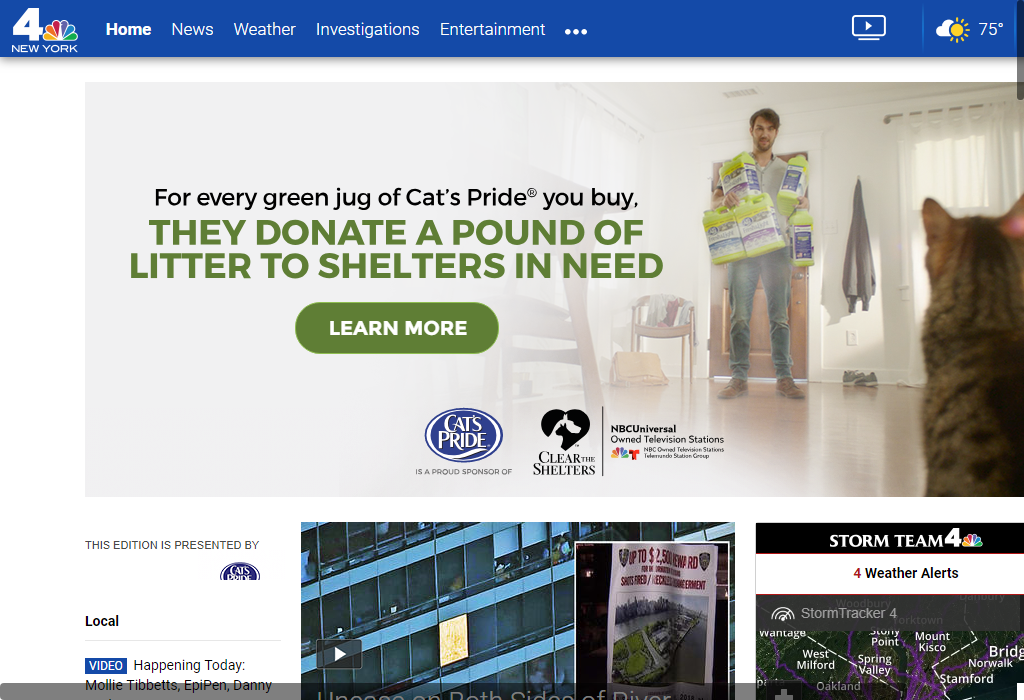 4
NEW YORK
Home
News
Weather
Investigations
Entertainment
75°
For every green jug of Cat's Pride® you buy,
THEY DONATE A POUND OF
LITTER TO SHELTERS IN NEED
LEARN MORE
CAT'S
PRIDE
IS A PROUD SPONSOR OF
CLEAR THE
SHELTERS
NBCUniversal
Owned Television Stations
NBC Owned Television Stations
Telemundo Station Group
THIS EDITION IS PRESENTED BY
CATS
PRIDE
Local
VIDEO Happening Today:
Mollie Tibbetts, EpiPen, Danny
UP TO $2,500 REWARD
SHOTS FIRED / RECKLESS ENDANGERMENT
Unease on Both Sides of River
STORM TEAM 4
4 Weather Alerts
StormTracker 4
Woodbury
Danbury
Yorktown
Wantage
Stony
Point
Mount
Kisco
West
Milford
Spring
Valley
Bridg
Norwalk
Stamford
Oakland